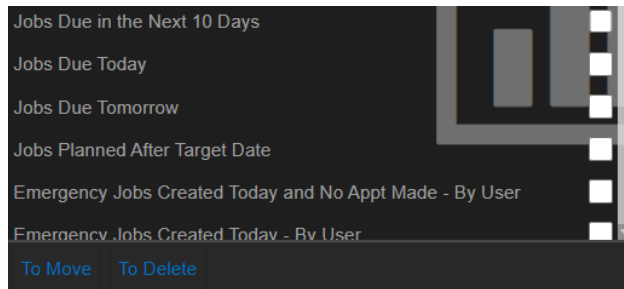 Jobs Due in the Next 10 Days
Jobs Due Today
Jobs Due Tomorrow
Jobs Planned After Target Date
Emergency Jobs Created Today and No Appt Made - By User
Emergency Jobs Created Today - By User
To Move To Delete